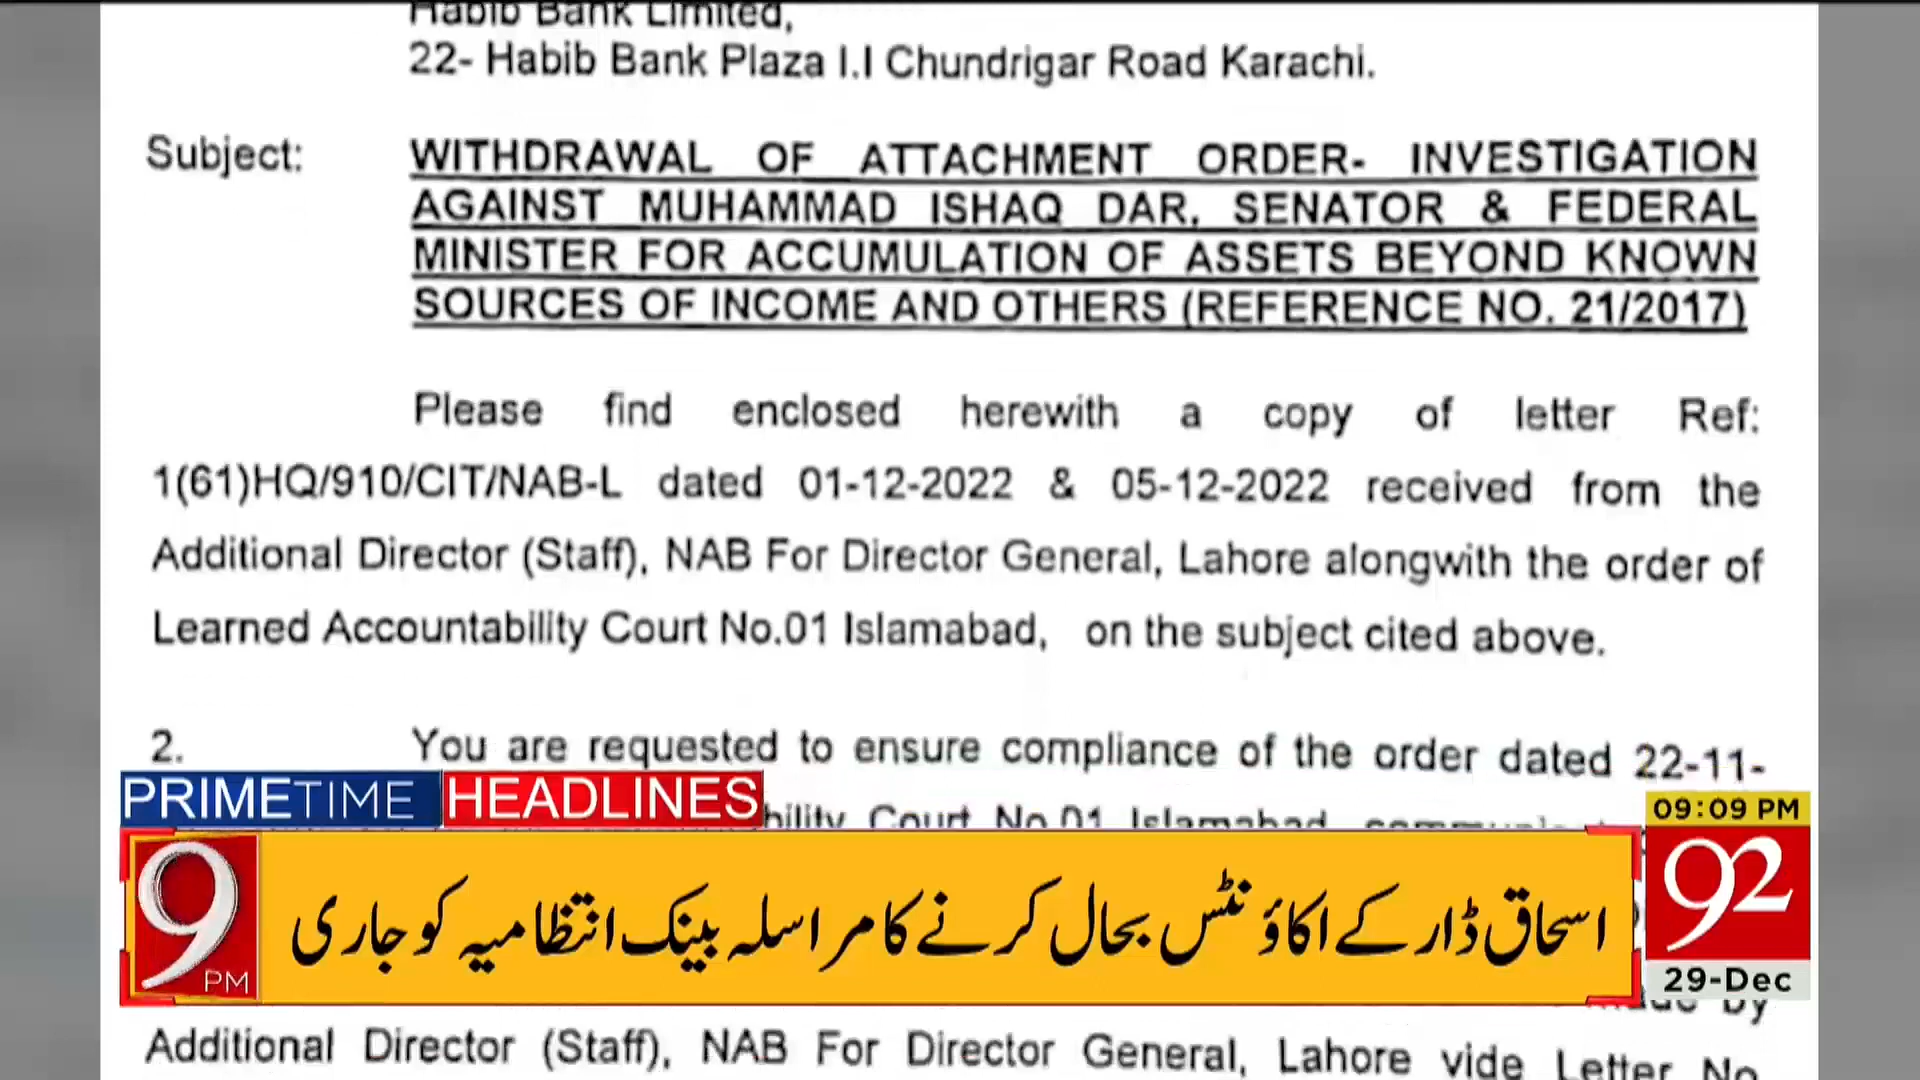 Habib Bank Limited,
22- Habib Bank Plaza I.I Chundrigar Road Karachi.
Subject: WITHDRAWAL OF ATTACHMENT ORDER- INVESTIGATION
AGAINST MUHAMMAD ISHAQ DAR, SENATOR & FEDERAL
MINISTER FOR ACCUMULATION OF ASSETS BEYOND KNOWN
SOURCES OF INCOME AND OTHERS (REFERENCE NO. 21/2017)
Please find enclosed herewith a copy of letter Ref:
1(61)HQ/910/CIT/NAB-L dated 01-12-2022 & 05-12-2022 received from the
Additional Director (Staff), NAB For Director General, Lahore alongwith the order of
Learned Accountability Court No.01 Islamabad, on the subject cited above.
2. You are requested to ensure compliance of the order dated 22-11-
Court No.01 Islamabad,
PRIMETIME HEADLINES
09:09 PM
9 PM
اسحاق ڈار کے اکاؤنٹس بحال کرنے کا مراسلہ بینک انتظامیہ کو جاری
92
29-Dec
made by
Additional Director (Staff), NAB For Director General, Lahore vide Letter No